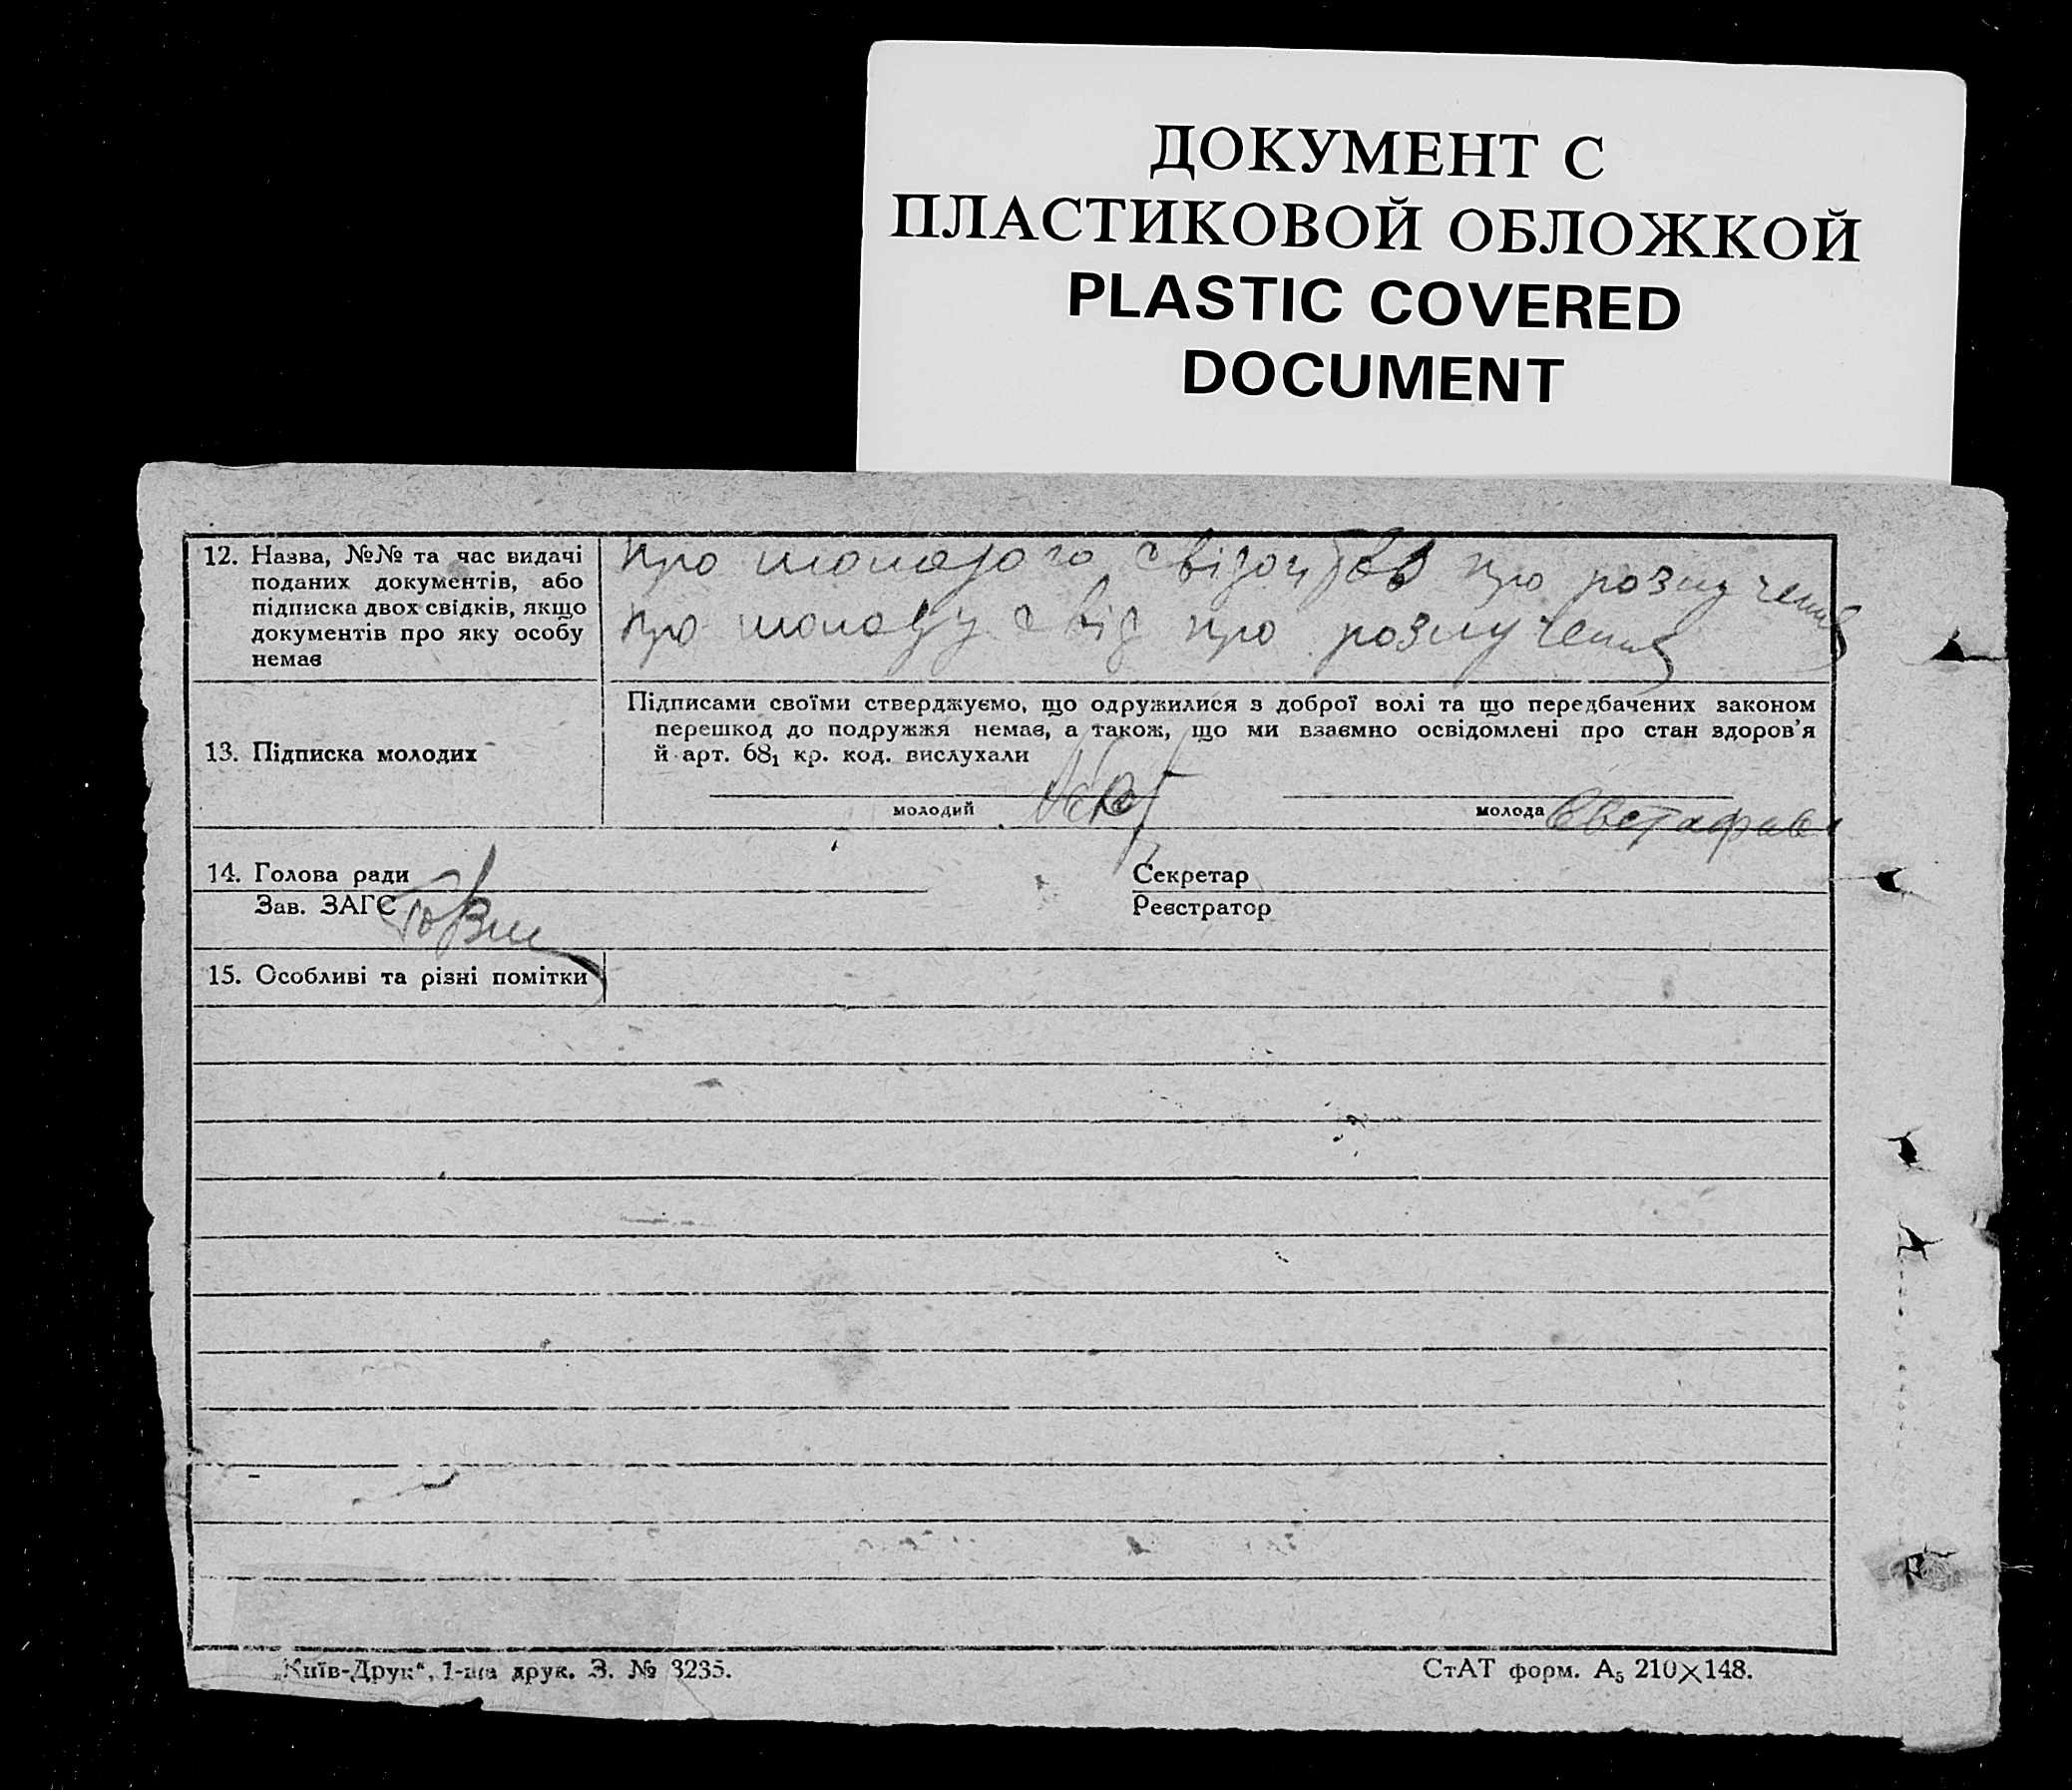 ДОКУМЕНТ С
ПЛАСТИКОВОЙ ОБЛОЖКОЙ
PLASTIC COVERED
DOCUMENT
12. Назва, №№ та час видачі
поданих документів, або
підписка двох свідків, якщо
документів про яку особу
немає
про молодого свідоцтво про розлучення
про молоду свід про розлучення
13. Підписка молодих
Підписами своїми стверджуємо, що одружилися з доброї волі та що передбачених законом
перешкод до подружжя немає, а також, що ми взаємно освідомлені про стан здоров'я
й арт. 68₁ кр. код. вислухали
молодий
молода
14. Голова ради
Секретар
Зав. ЗАГС
Реєстратор
15. Особливі та різні помітки
„Київ-Друк“, 1-ша друк. З. № 3235.
СтАТ форм. А₅ 210×148.